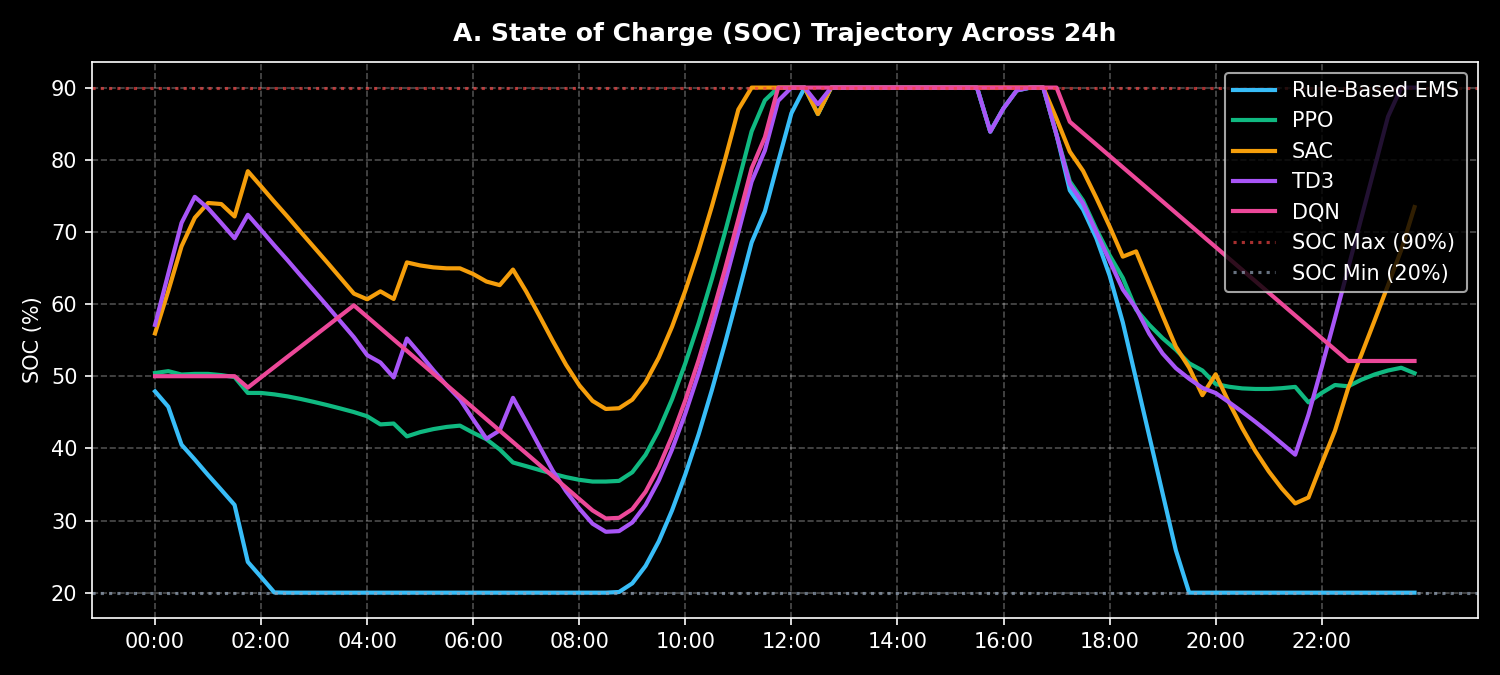 A. State of Charge (SOC) Trajectory Across 24h
SOC (%)
90
80
70
60
50
40
30
20
00:00
02:00
04:00
06:00
08:00
10:00
12:00
14:00
16:00
18:00
20:00
22:00
Rule-Based EMS
PPO
SAC
TD3
DQN
SOC Max (90%)
SOC Min (20%)